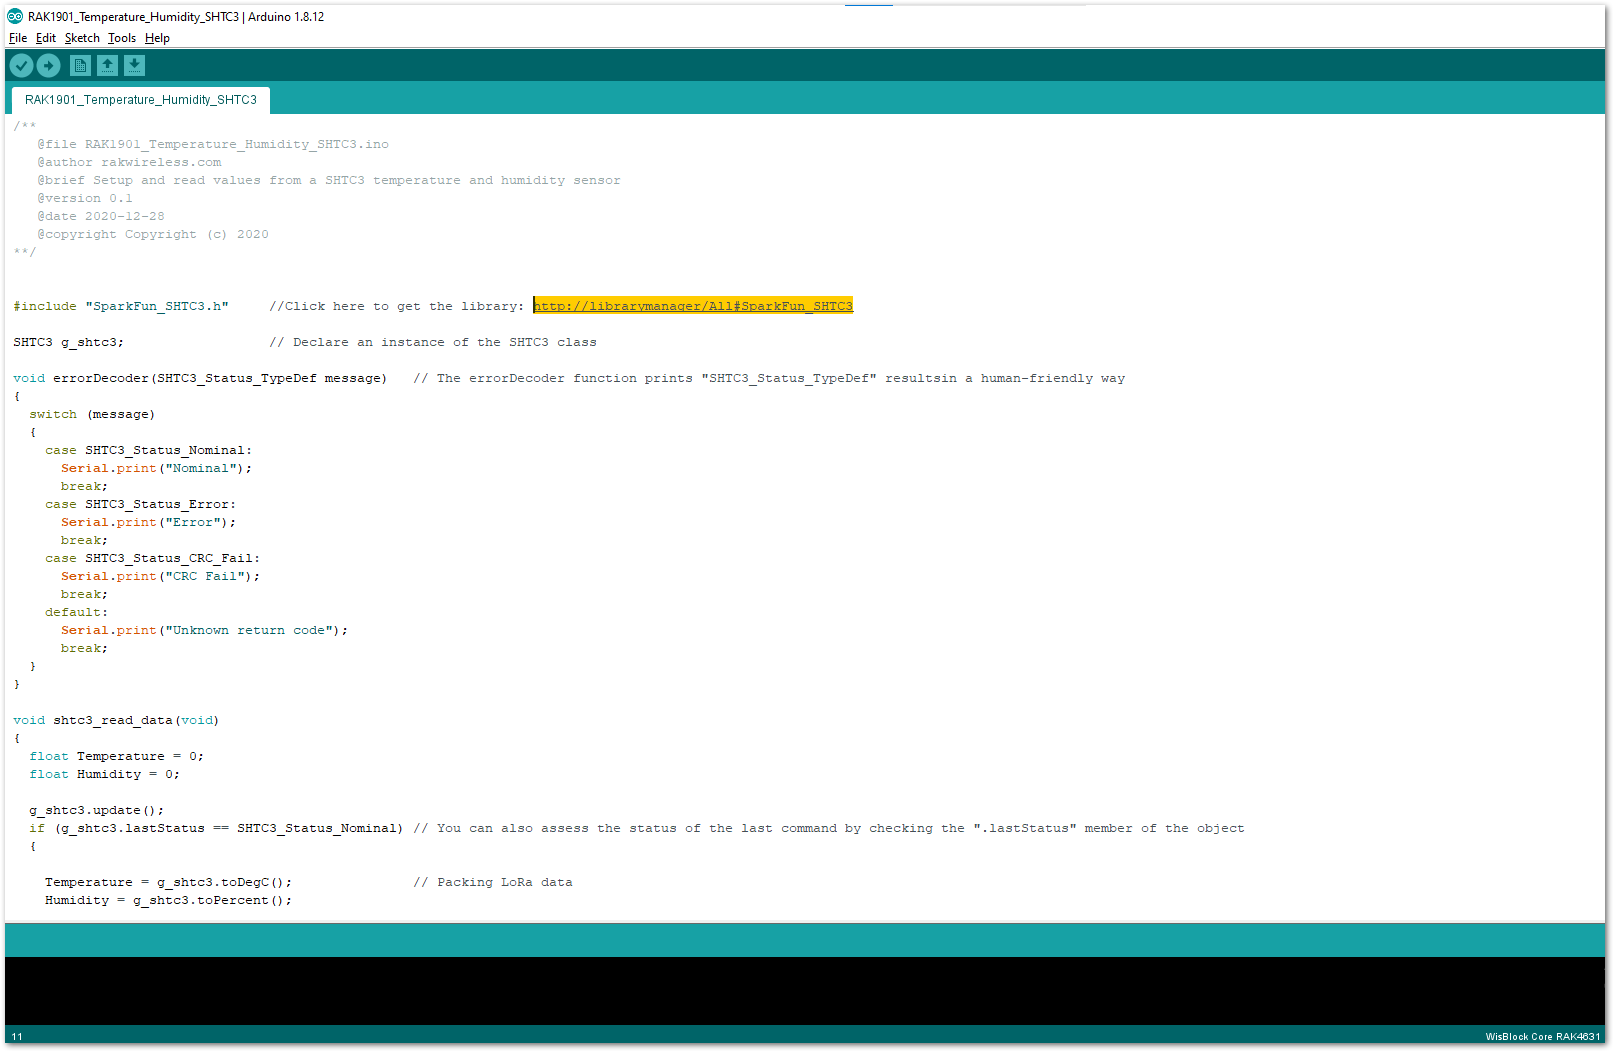 RAK1901_Temperature_Humidity_SHTC3 | Arduino 1.8.12
File Edit Sketch Tools Help
RAK1901_Temperature_Humidity_SHTC3
/**
   @file RAK1901_Temperature_Humidity_SHTC3.ino
   @author rakwireless.com
   @brief Setup and read values from a SHTC3 temperature and humidity sensor
   @version 0.1
   @date 2020-12-28
   @copyright Copyright (c) 2020
**/
#include "SparkFun_SHTC3.h"     //Click here to get the library: http://librarymanager/All#SparkFun_SHTC3
SHTC3 g_shtc3;                  // Declare an instance of the SHTC3 class
void errorDecoder(SHTC3_Status_TypeDef message)   // The errorDecoder function prints "SHTC3_Status_TypeDef" resultsin a human-friendly way
{
  switch (message)
  {
    case SHTC3_Status_Nominal:
      Serial.print("Nominal");
      break;
    case SHTC3_Status_Error:
      Serial.print("Error");
      break;
    case SHTC3_Status_CRC_Fail:
      Serial.print("CRC Fail");
      break;
    default:
      Serial.print("Unknown return code");
      break;
  }
}
void shtc3_read_data(void)
{
  float Temperature = 0;
  float Humidity = 0;
  g_shtc3.update();
  if (g_shtc3.lastStatus == SHTC3_Status_Nominal) // You can also assess the status of the last command by checking the ".lastStatus" member of the object
  {
    Temperature = g_shtc3.toDegC();               // Packing LoRa data
    Humidity = g_shtc3.toPercent();
11 WisBlock Core RAK4631